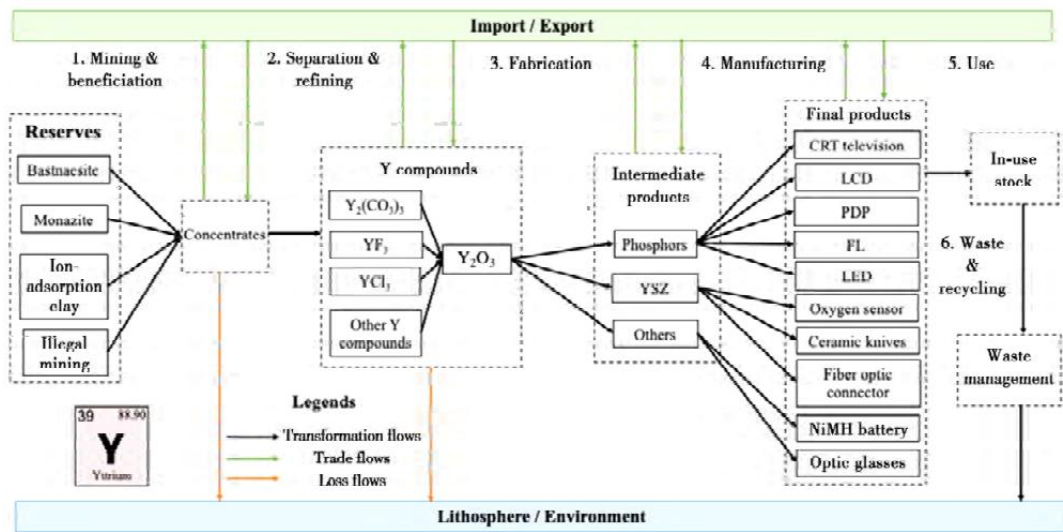 Import / Export
1. Mining &
beneficiation
2. Separation &
refining
3. Fabrication
4. Manufacturing
5. Use
Reserves
Bastnaesite
Monazite
Ion-
adsorption
clay
Illegal
mining
Concentrates
Y compounds
Y₂(CO₃)₃
YF₃
YCl₃
Other Y
compounds
Y₂O₃
Intermediate
products
Phosphors
YSZ
Others
Final products
CRT television
LCD
PDP
FL
LED
Oxygen sensor
Ceramic knives
Fiber optic
connector
NiMH battery
Optic glasses
In-use
stock
6. Waste
&
recycling
Waste
management
39 88.90
Y
Yttrium
Legends
Transformation flows
Trade flows
Loss flows
Lithosphere / Environment